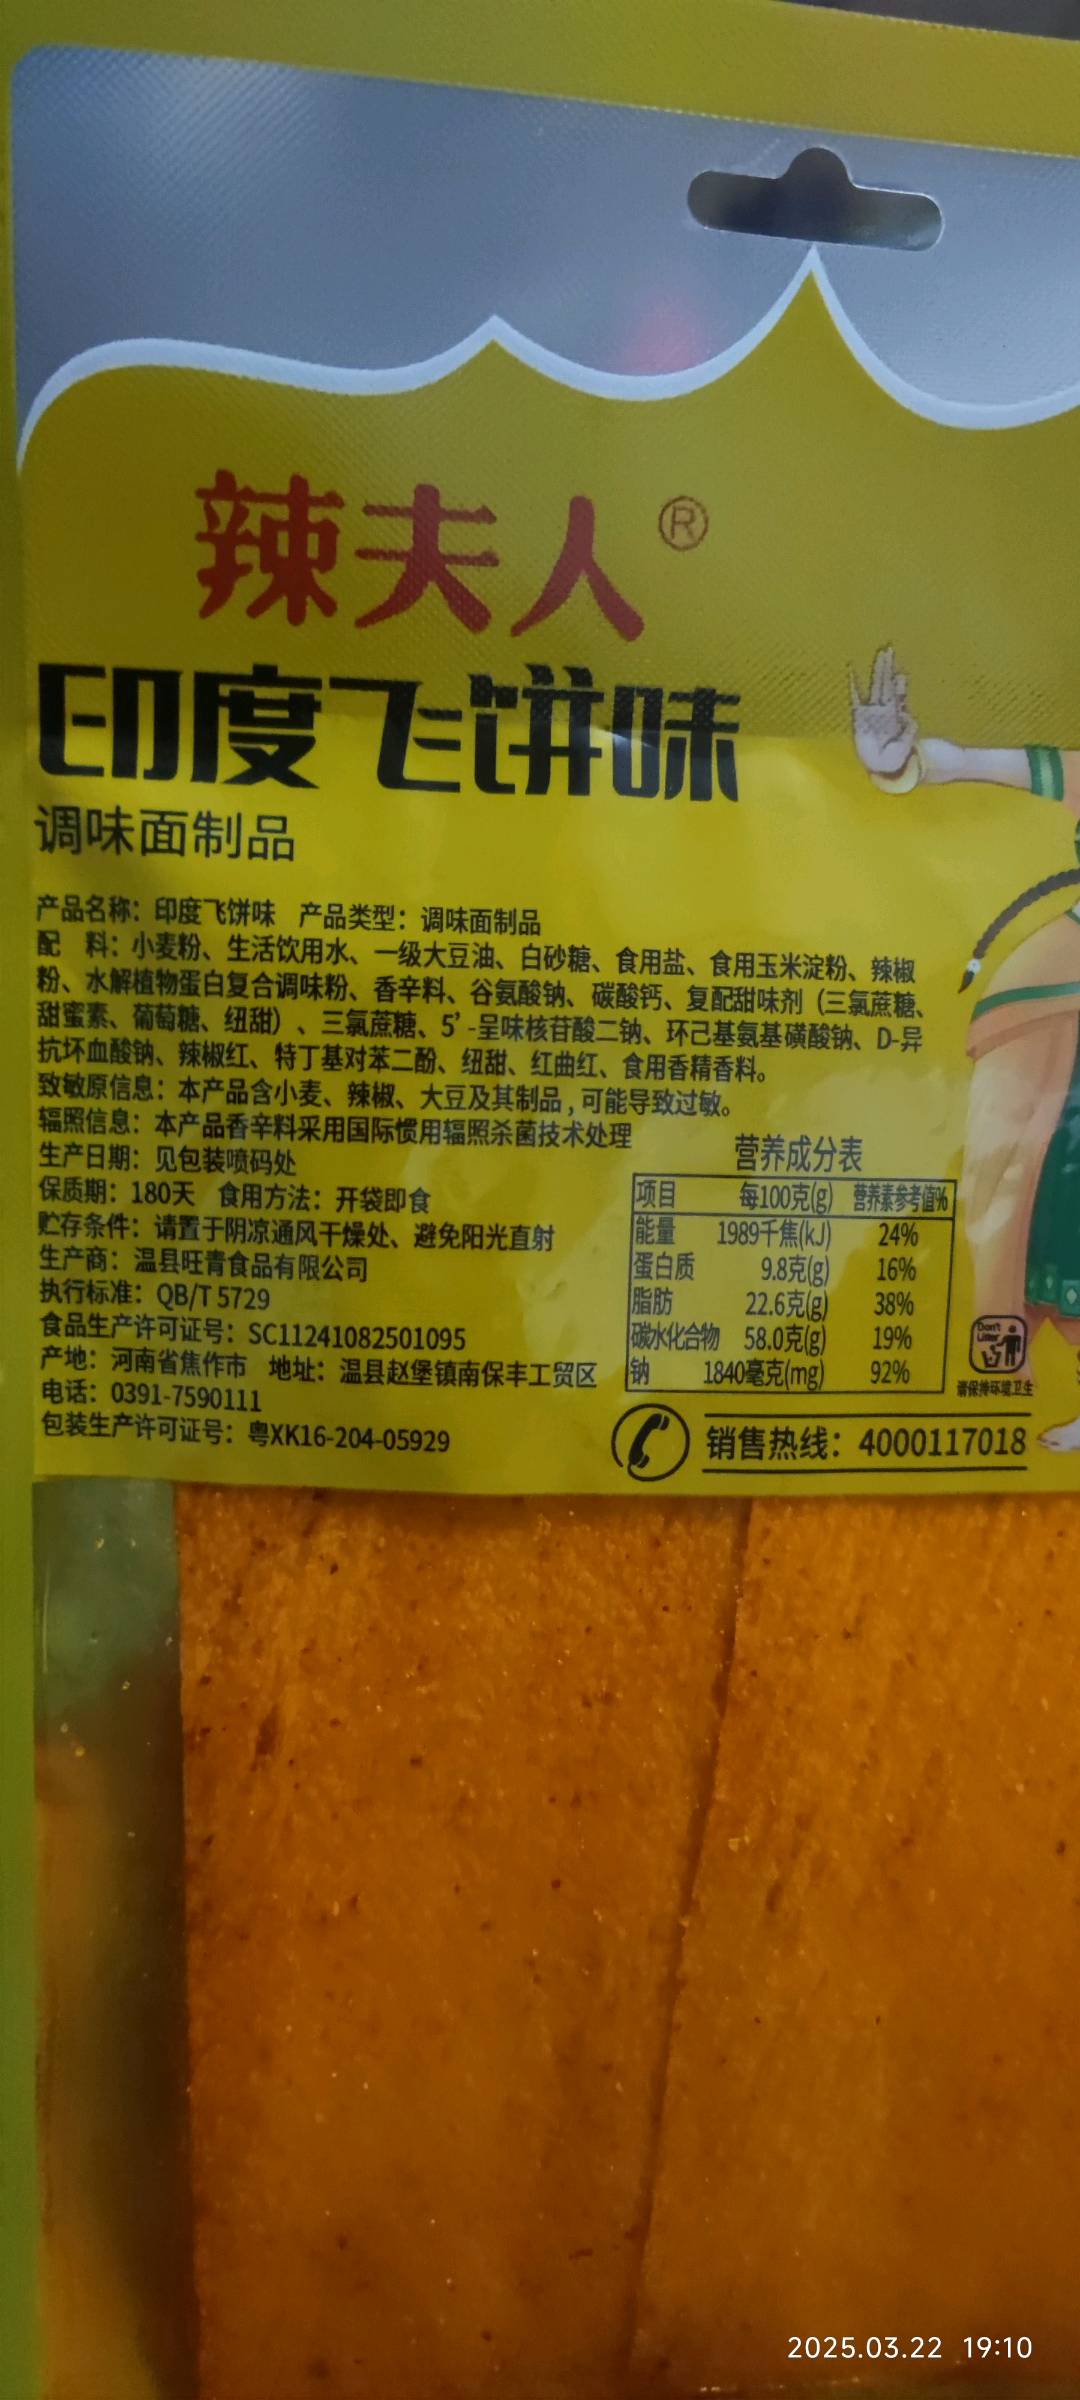 辣夫人®
印度飞饼味
调味面制品
产品名称：印度飞饼味 产品类型：调味面制品
配 料：小麦粉、生活饮用水、一级大豆油、白砂糖、食用盐、食用玉米淀粉、辣椒
粉、水解植物蛋白复合调味粉、香辛料、谷氨酸钠、碳酸钙、复配甜味剂（三氯蔗糖、
甜蜜素、葡萄糖、纽甜）、三氯蔗糖、5’-呈味核苷酸二钠、环己基氨基磺酸钠、D-异
抗坏血酸钠、辣椒红、特丁基对苯二酚、纽甜、红曲红、食用香精香料。
致敏原信息：本产品含小麦、辣椒、大豆及其制品,可能导致过敏。
辐照信息：本产品香辛料采用国际惯用辐照杀菌技术处理
生产日期：见包装喷码处
保质期：180天 食用方法：开袋即食
贮存条件：请置于阴凉通风干燥处、避免阳光直射
生产商：温县旺青食品有限公司
执行标准：QB/T 5729
食品生产许可证号：SC11241082501095
产地：河南省焦作市 地址：温县赵堡镇南保丰工贸区
电话：0391-7590111
包装生产许可证号：粤XK16-204-05929
营养成分表
项目 每100克(g) 营养素参考值%
能量 1989千焦(kJ) 24%
蛋白质 9.8克(g) 16%
脂肪 22.6克(g) 38%
碳水化合物 58.0克(g) 19%
钠 1840毫克(mg) 92%
Don't
Litter
请保持环境卫生
销售热线：4000117018
2025.03.22 19:10